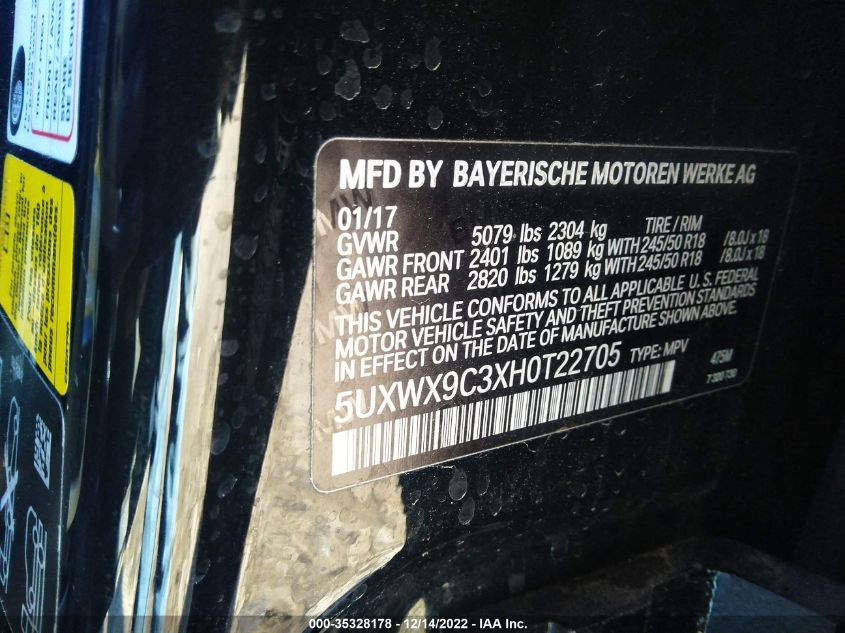 MFD BY BAYERISCHE MOTOREN WERKE AG
01/17 TIRE / RIM
GVWR 5079 lbs 2304 kg
GAWR FRONT 2401 lbs 1089 kg WITH 245/50 R18 /8.0J x 18
GAWR REAR 2820 lbs 1279 kg WITH 245/50 R18 /8.0J x 18
THIS VEHICLE CONFORMS TO ALL APPLICABLE U.S. FEDERAL
MOTOR VEHICLE SAFETY AND THEFT PREVENTION STANDARDS
IN EFFECT ON THE DATE OF MANUFACTURE SHOWN ABOVE.
5UXWX9C3XH0T22705 TYPE: MPV 475M
7300730
000-35328178 - 12/14/2022 - IAA Inc.